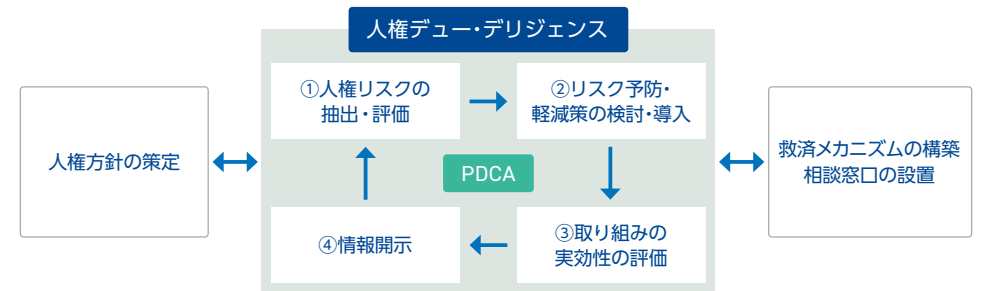 人権デュー・デリジェンス
人権方針の策定
①人権リスクの
抽出・評価
②リスク予防・
軽減策の検討・導入
PDCA
④情報開示
③取り組みの
実効性の評価
救済メカニズムの構築
相談窓口の設置